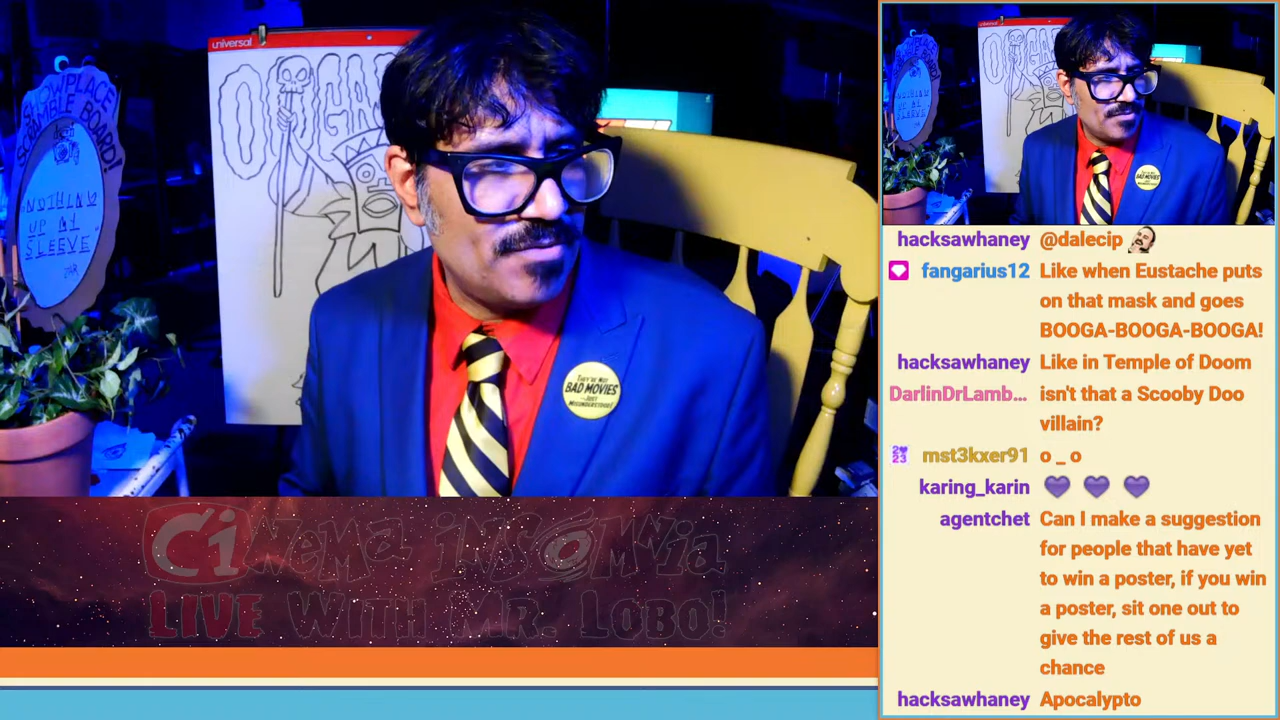 universal
SHOWPLACE
SCRAMBLE BOARD!
"NOTHING
UP MY
SLEEVE"
THEY'RE NOT
BAD MOVIES
—JUST
MISUNDERSTOOD!
CiNeMa iNSOMNia
LIVE WITH MR. LOBO!
hacksawhaney @dalecip
fangarius12 Like when Eustache puts
on that mask and goes
BOOGA-BOOGA-BOOGA!
hacksawhaney Like in Temple of Doom
DarlinDrLamb... isn't that a Scooby Doo
villain?
mst3kxer91 o _ o
karing_karin
agentchet Can I make a suggestion
for people that have yet
to win a poster, if you win
a poster, sit one out to
give the rest of us a
chance
hacksawhaney Apocalypto